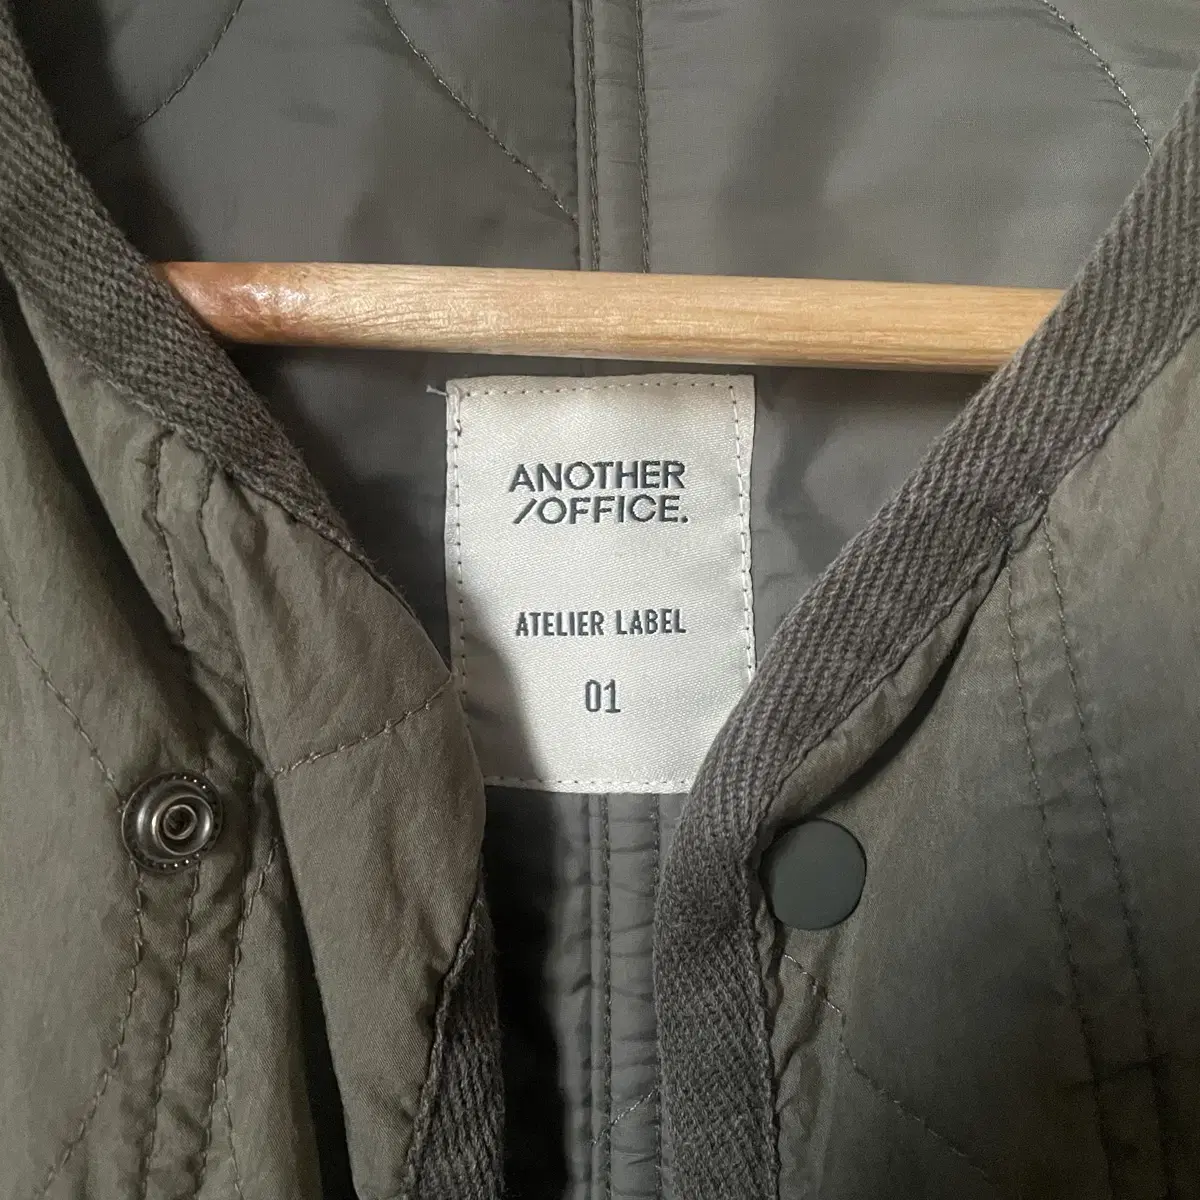 ANOTHER
/OFFICE.
ATELIER LABEL
01